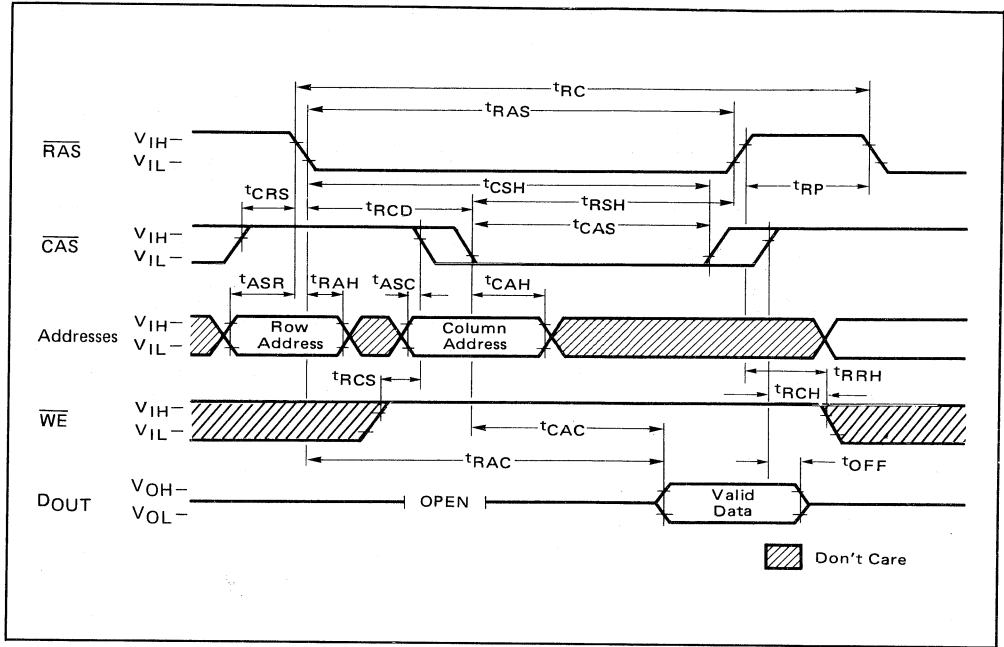 tRC
tRAS
RAS
VIH
VIL
tCSH
tRP
tCRS
tRCD
tRSH
CAS
VIH
VIL
tCAS
tASR
tRAH
tASC
tCAH
Addresses
VIH
VIL
Row
Address
Column
Address
tRCS
tRRH
tRCH
WE
VIH
VIL
tCAC
tRAC
tOFF
DOUT
VOH
VOL
OPEN
Valid
Data
Don't Care